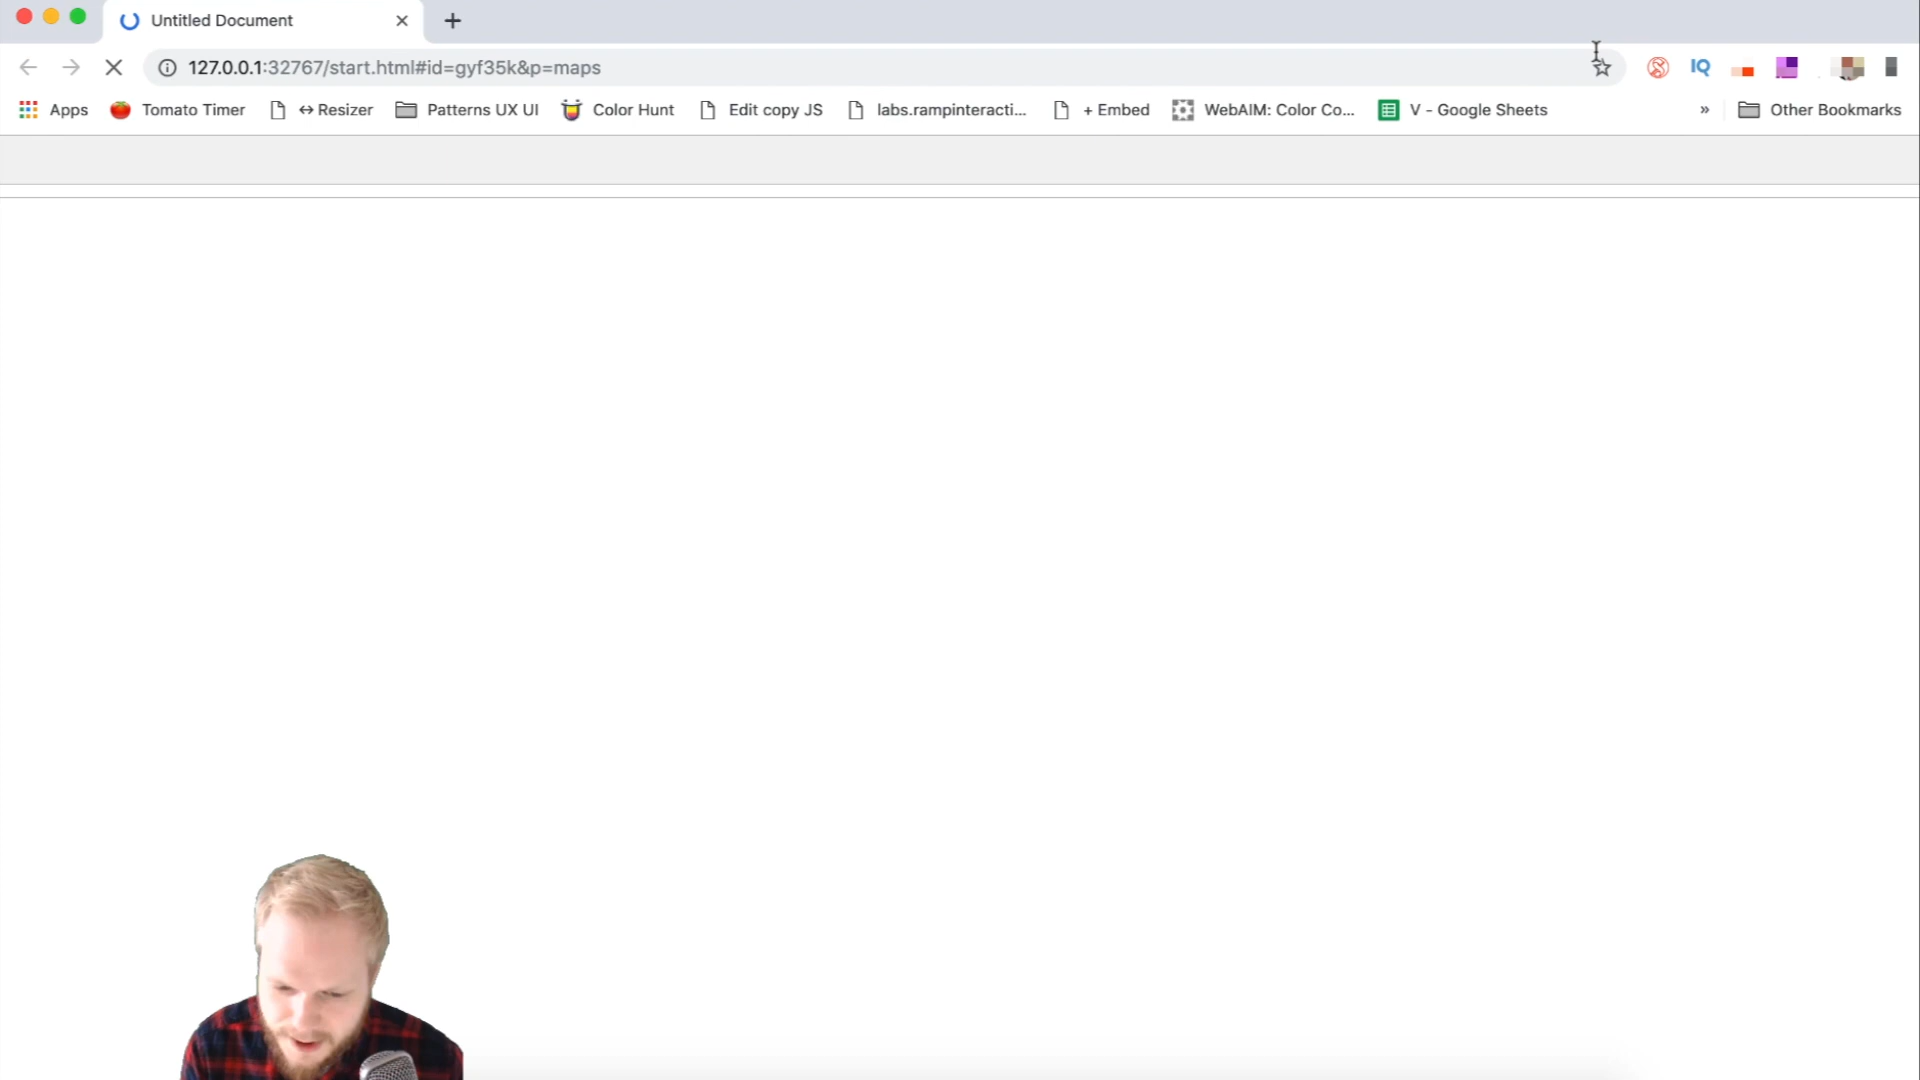 Untitled Document
127.0.0.1:32767/start.html#id=gyf35k&p=maps
IQ
Apps Tomato Timer ↔ Resizer Patterns UX UI Color Hunt Edit copy JS labs.rampinteracti... + Embed WebAIM: Color Co... V - Google Sheets » Other Bookmarks